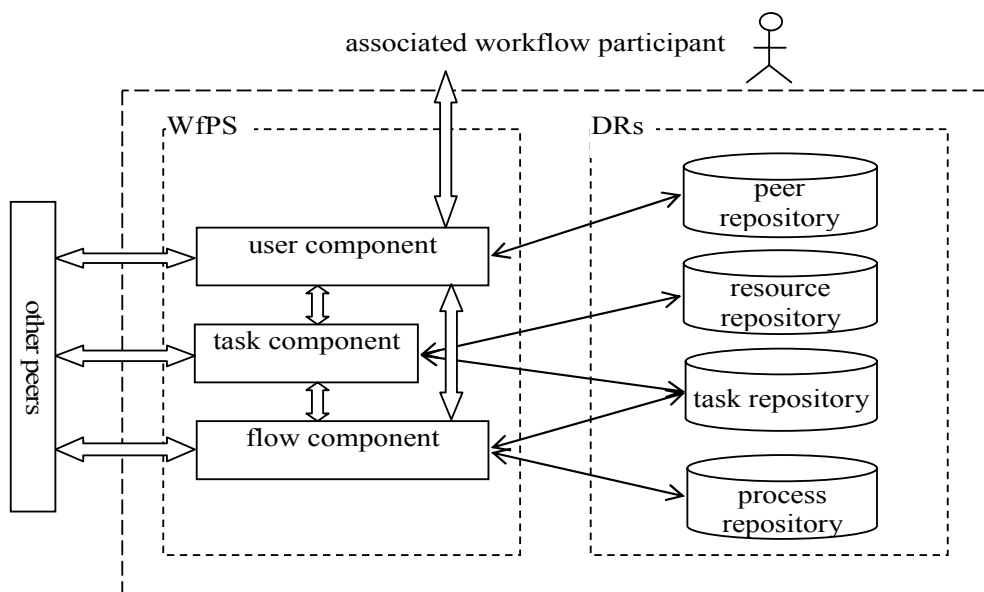 associated workflow participant
WfPS
DRs
peer
repository
user component
resource
repository
other peers
task component
task repository
flow component
process
repository